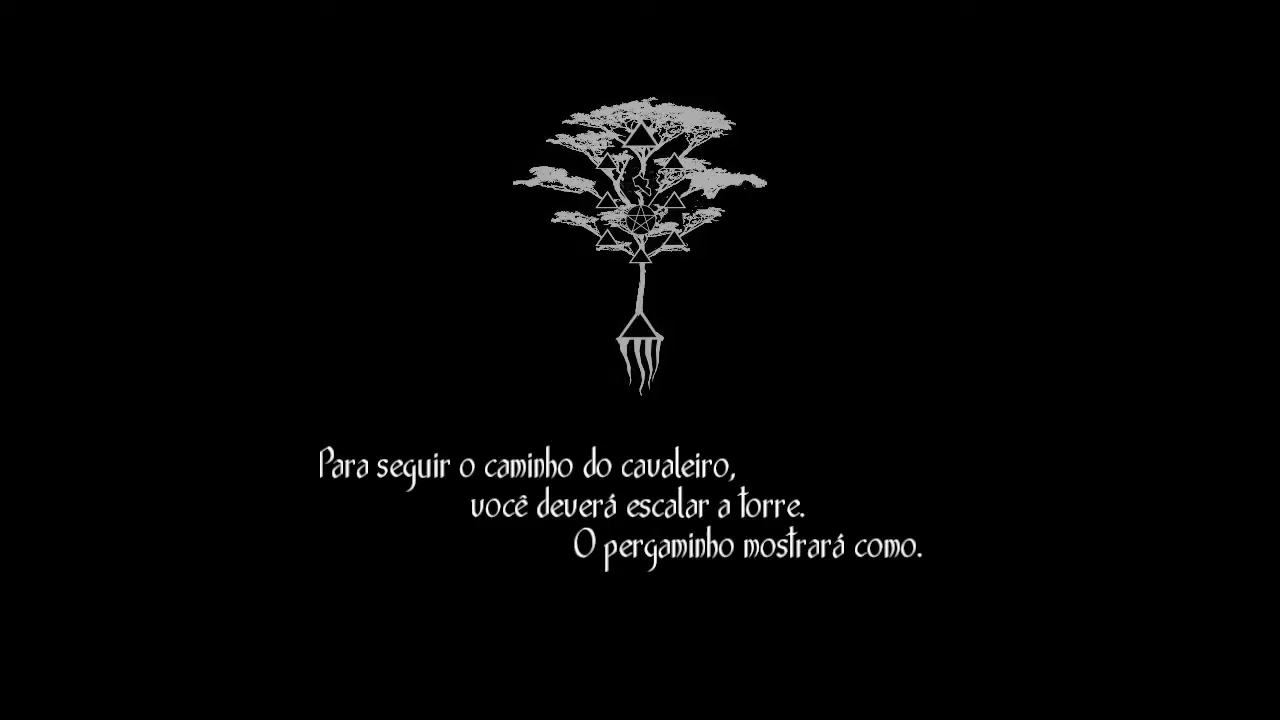 Para seguir o caminho do cavaleiro,
você deverá escalar a torre.
O pergaminho mostrará como.